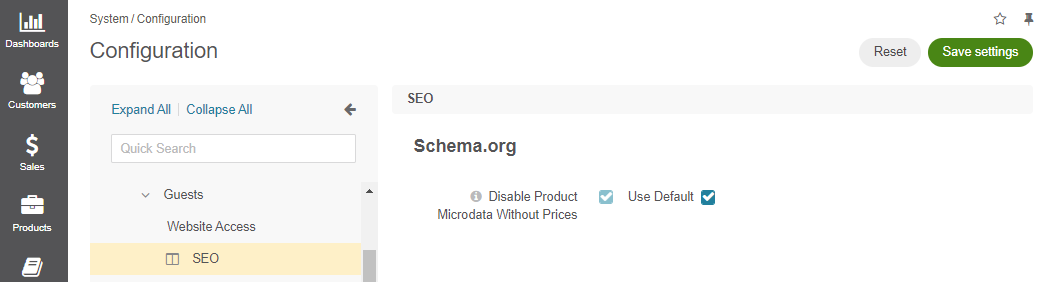 Dashboards
Customers
Sales
Products
System / Configuration
Configuration
Reset
Save settings
Expand All
Collapse All
Quick Search
Guests
Website Access
SEO
SEO
Schema.org
Disable Product
Microdata Without Prices
Use Default